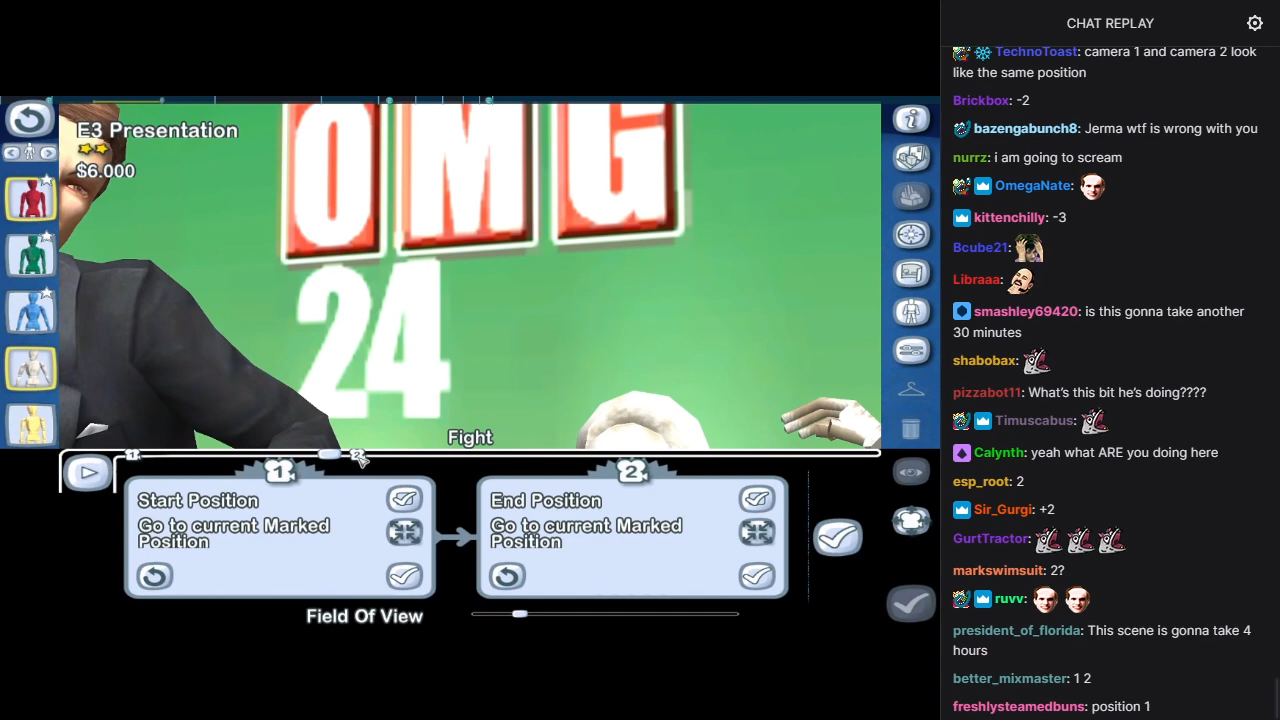 E3 Presentation
$6.000
OMG
24
Fight
1
2
1
Start Position
Go to current Marked
Position
2
End Position
Go to current Marked
Position
Field Of View
CHAT REPLAY
TechnoToast: camera 1 and camera 2 look
like the same position
Brickbox: -2
bazengabunch8: Jerma wtf is wrong with you
nurrz: i am going to scream
OmegaNate:
kittenchilly: -3
Bcube21:
Libraaa:
smashley69420: is this gonna take another
30 minutes
shabobax:
pizzabot11: What's this bit he's doing????
Timuscabus:
Calynth: yeah what ARE you doing here
esp_root: 2
Sir_Gurgi: +2
GurtTractor:
markswimsuit: 2?
ruvv:
president_of_florida: This scene is gonna take 4
hours
better_mixmaster: 1 2
freshlysteamedbuns: position 1